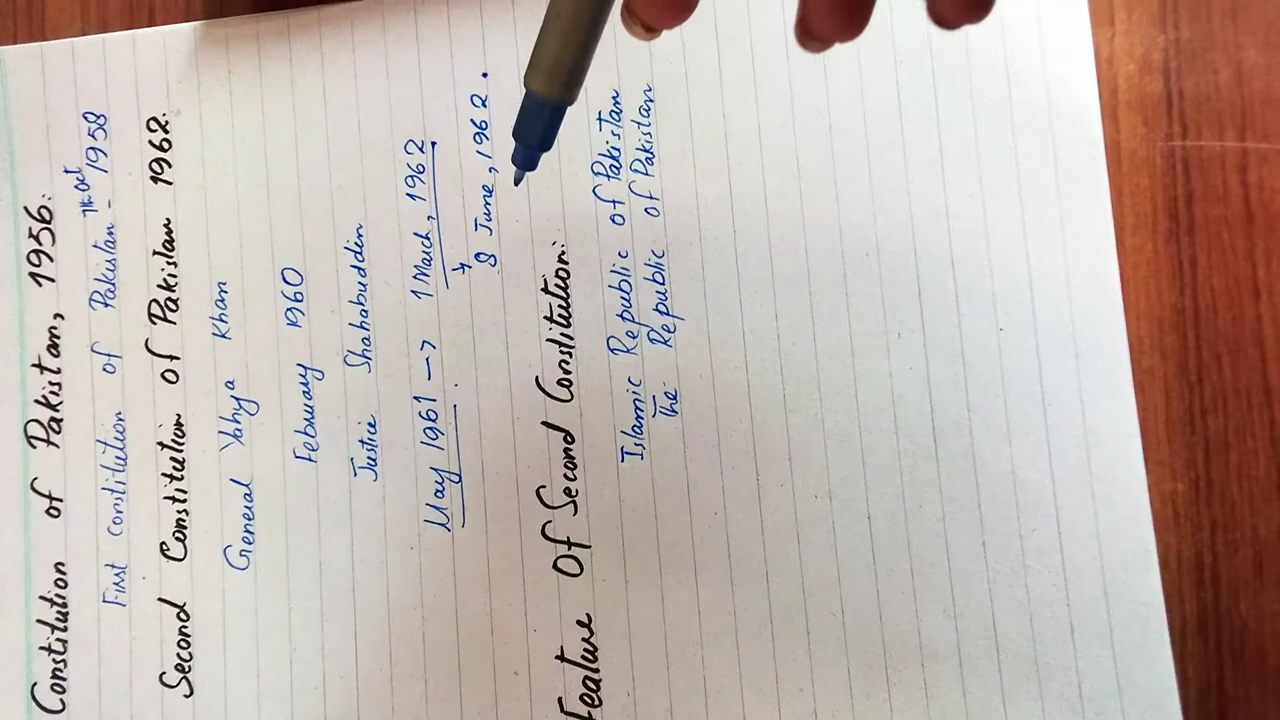 Constitution of Pakistan, 1956:
First constitution of Pakistan - 7th Oct 1958
Second Constitution of Pakistan 1962.
General Yahya Khan
February 1960
Justice Shahabuddin
May 1961 → 1 March, 1962.
↳ 8 June, 1962.
Feature Of Second Constitution:
Islamic Republic of Pakistan
The Republic of Pakistan